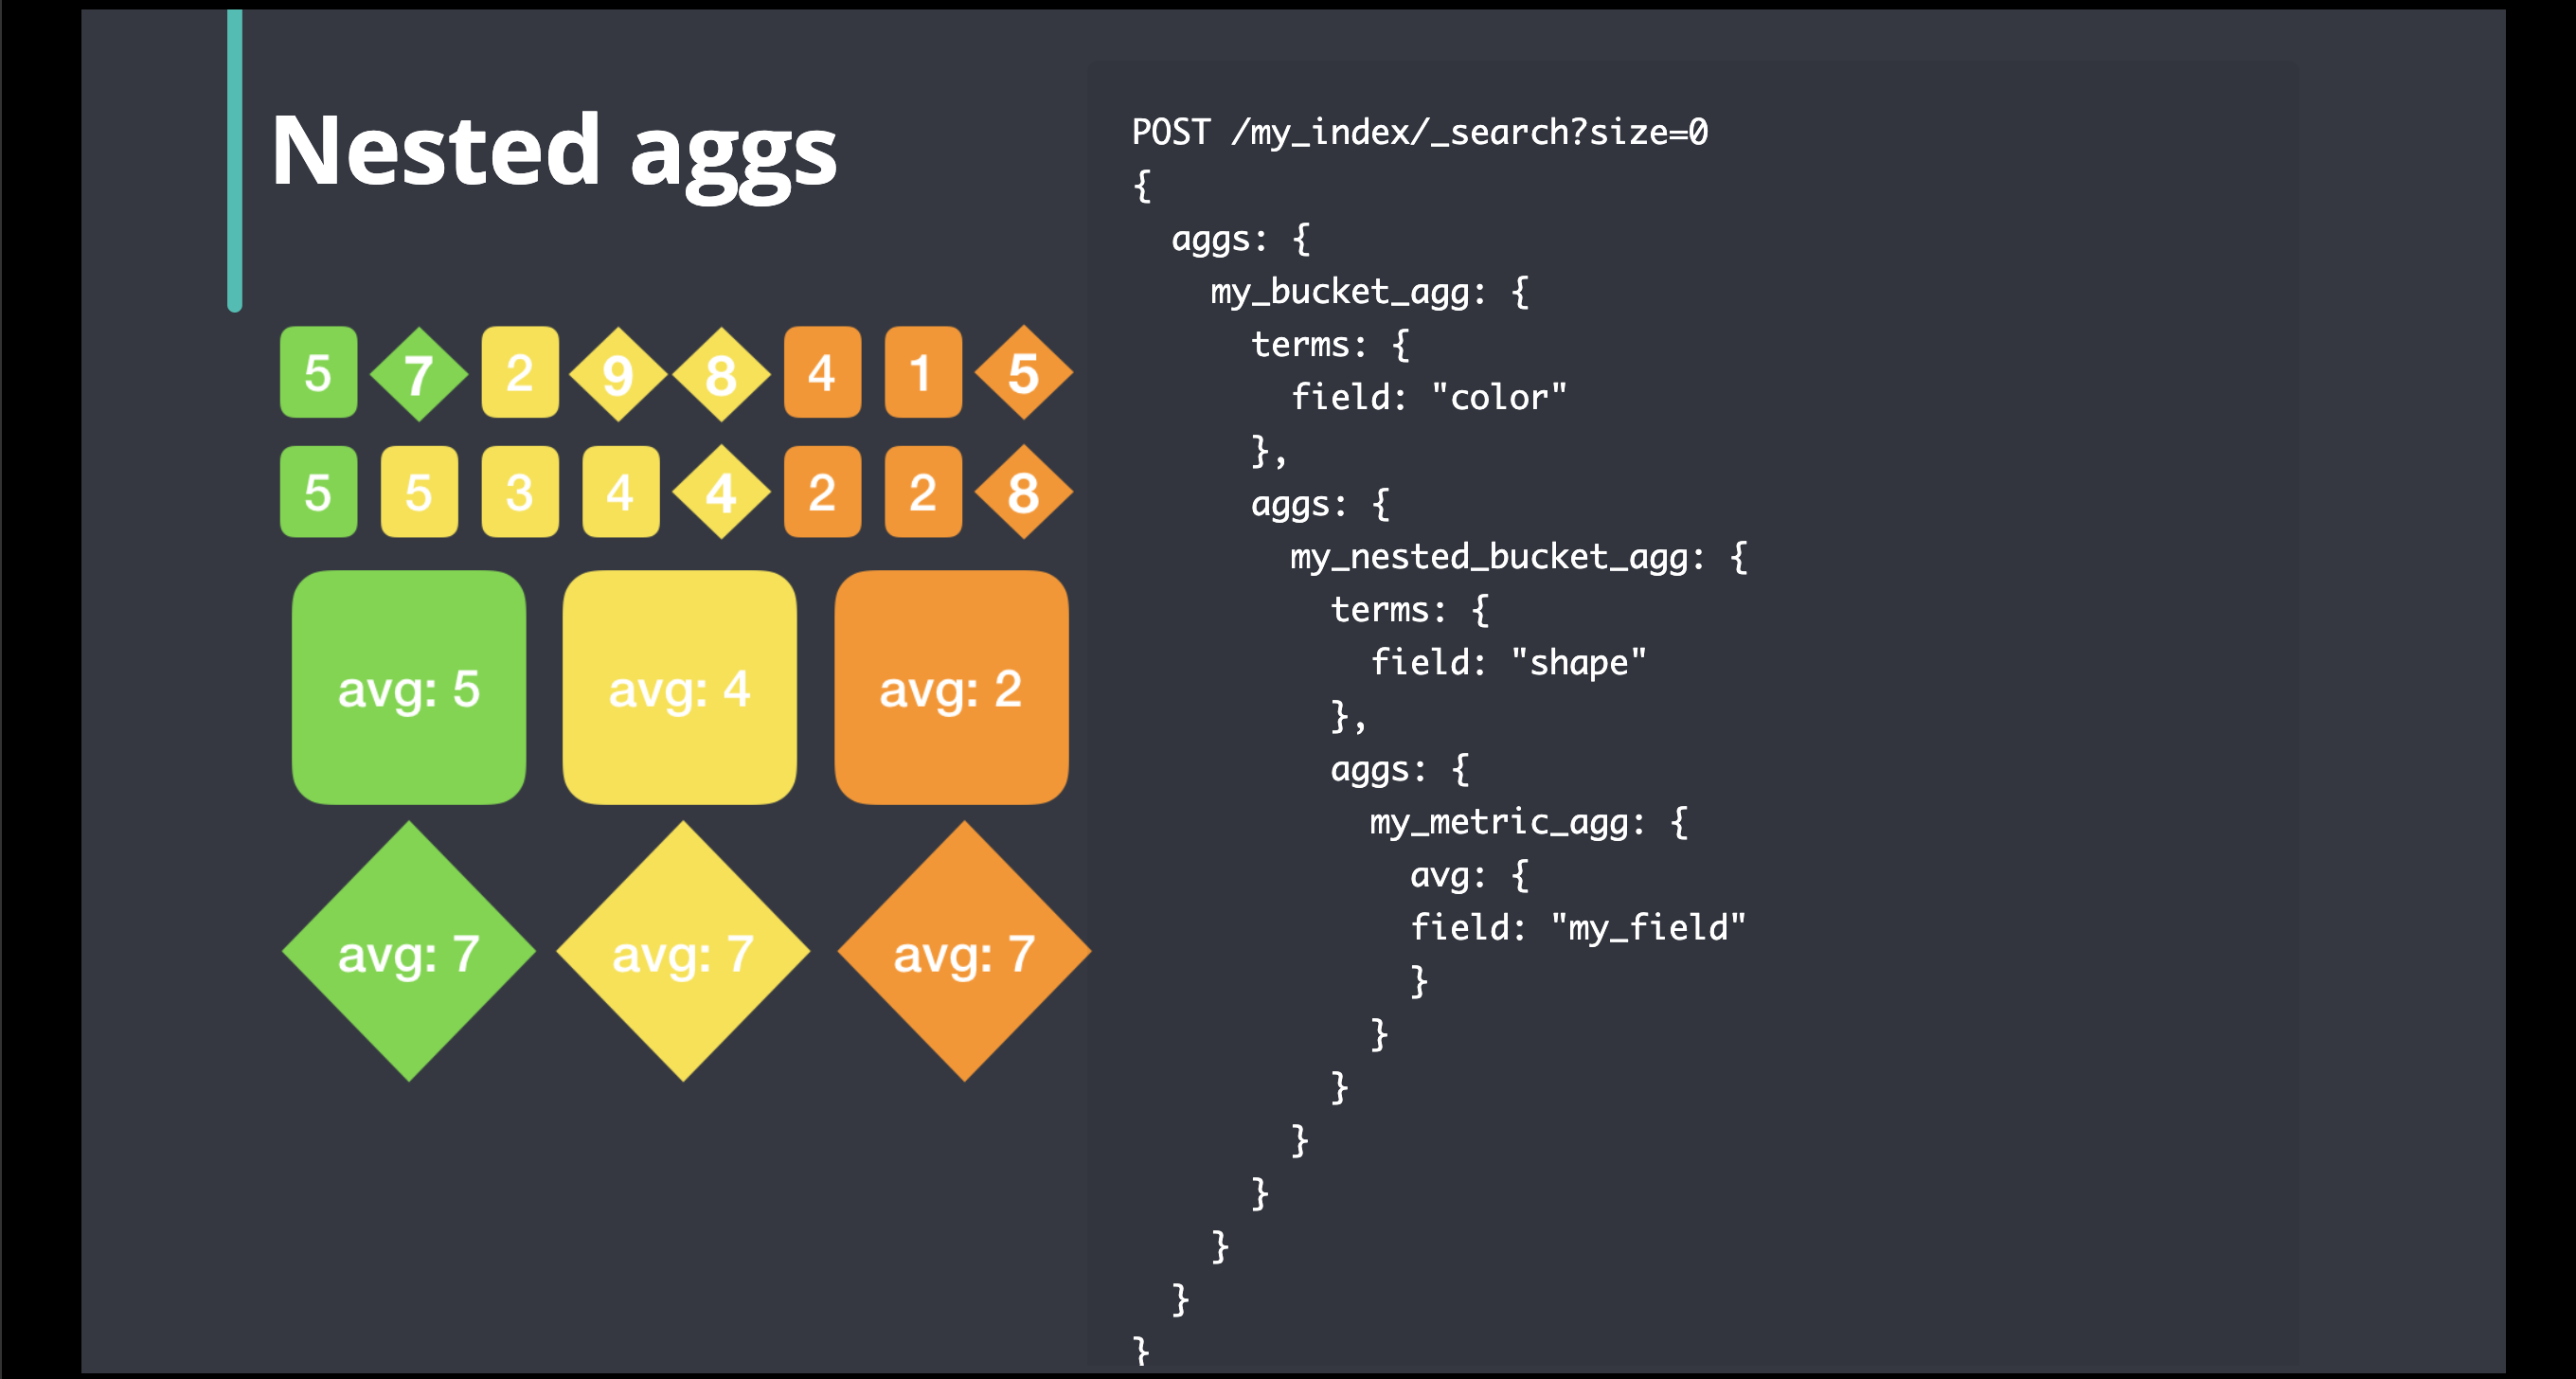 Nested aggs
5 7 2 9 8 4 1 5
5 5 3 4 4 2 2 8
avg: 5 avg: 4 avg: 2
avg: 7 avg: 7 avg: 7
POST /my_index/_search?size=0
{
  aggs: {
    my_bucket_agg: {
      terms: {
        field: "color"
      },
      aggs: {
        my_nested_bucket_agg: {
          terms: {
            field: "shape"
          },
          aggs: {
            my_metric_agg: {
              avg: {
              field: "my_field"
              }
            }
          }
        }
      }
    }
  }
}